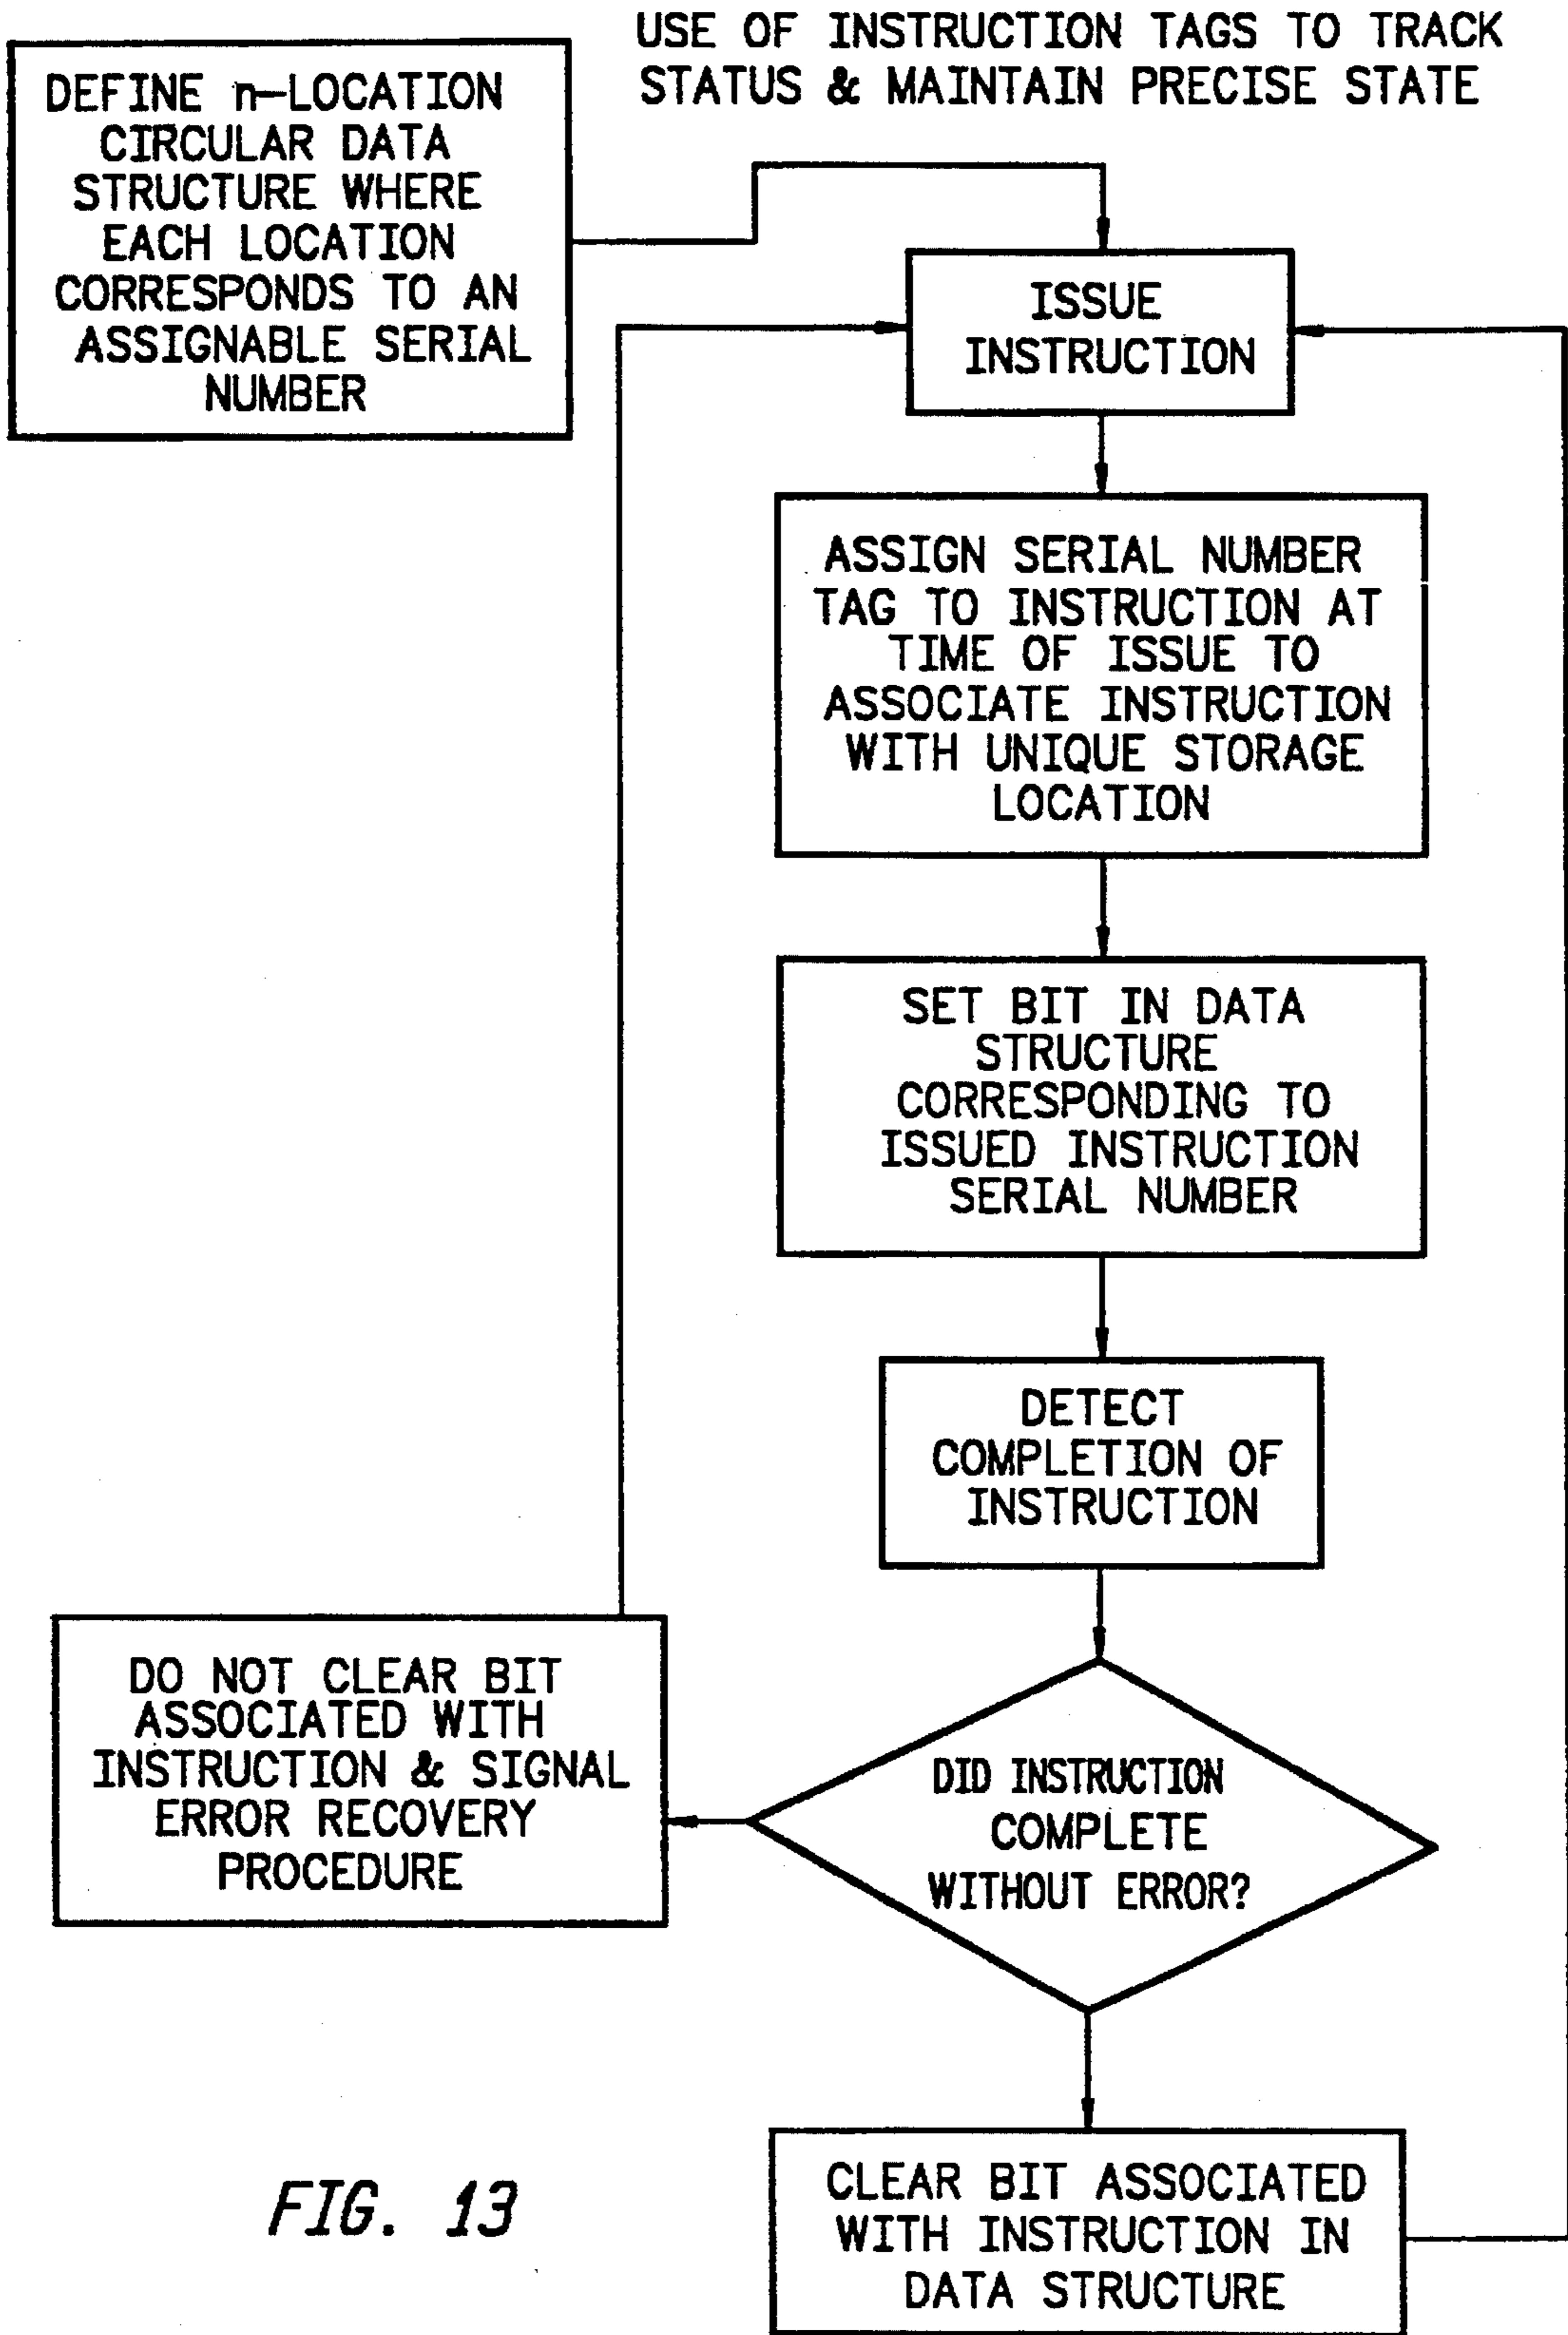 USE OF INSTRUCTION TAGS TO TRACK
STATUS & MAINTAIN PRECISE STATE
DEFINE n-LOCATION
CIRCULAR DATA
STRUCTURE WHERE
EACH LOCATION
CORRESPONDS TO AN
ASSIGNABLE SERIAL
NUMBER
ISSUE
INSTRUCTION
ASSIGN SERIAL NUMBER
TAG TO INSTRUCTION AT
TIME OF ISSUE TO
ASSOCIATE INSTRUCTION
WITH UNIQUE STORAGE
LOCATION
SET BIT IN DATA
STRUCTURE
CORRESPONDING TO
ISSUED INSTRUCTION
SERIAL NUMBER
DETECT
COMPLETION OF
INSTRUCTION
DID INSTRUCTION
COMPLETE
WITHOUT ERROR?
DO NOT CLEAR BIT
ASSOCIATED WITH
INSTRUCTION & SIGNAL
ERROR RECOVERY
PROCEDURE
CLEAR BIT ASSOCIATED
WITH INSTRUCTION IN
DATA STRUCTURE
FIG. 13